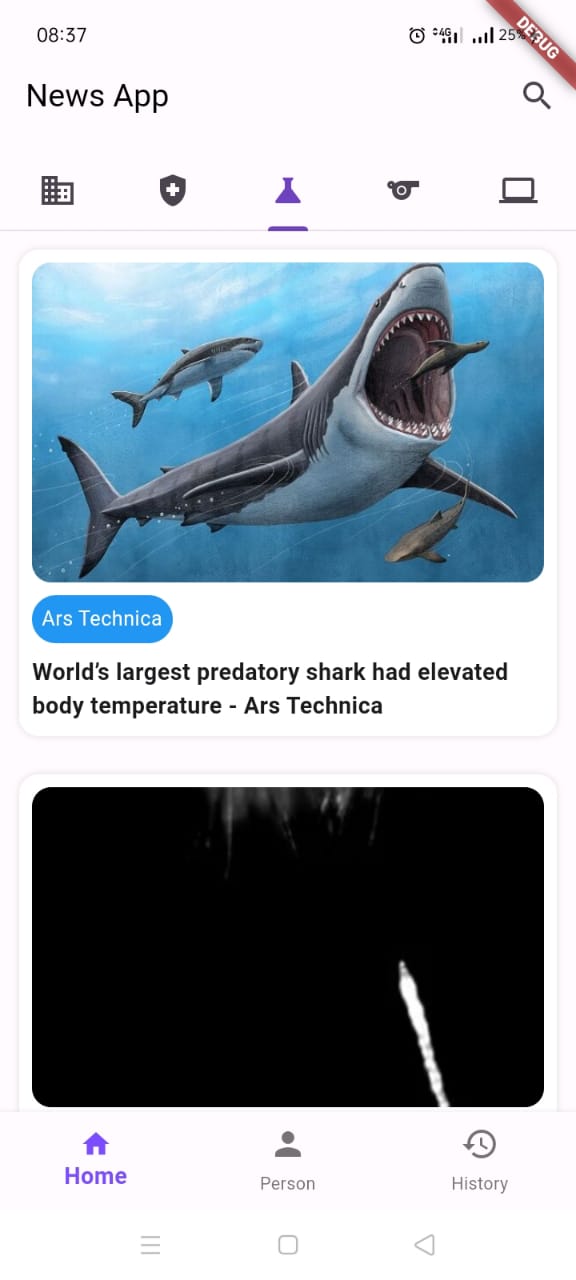 08:37
4G
25%
DEBUG
News App
Ars Technica
World’s largest predatory shark had elevated
body temperature - Ars Technica
Home
Person
History